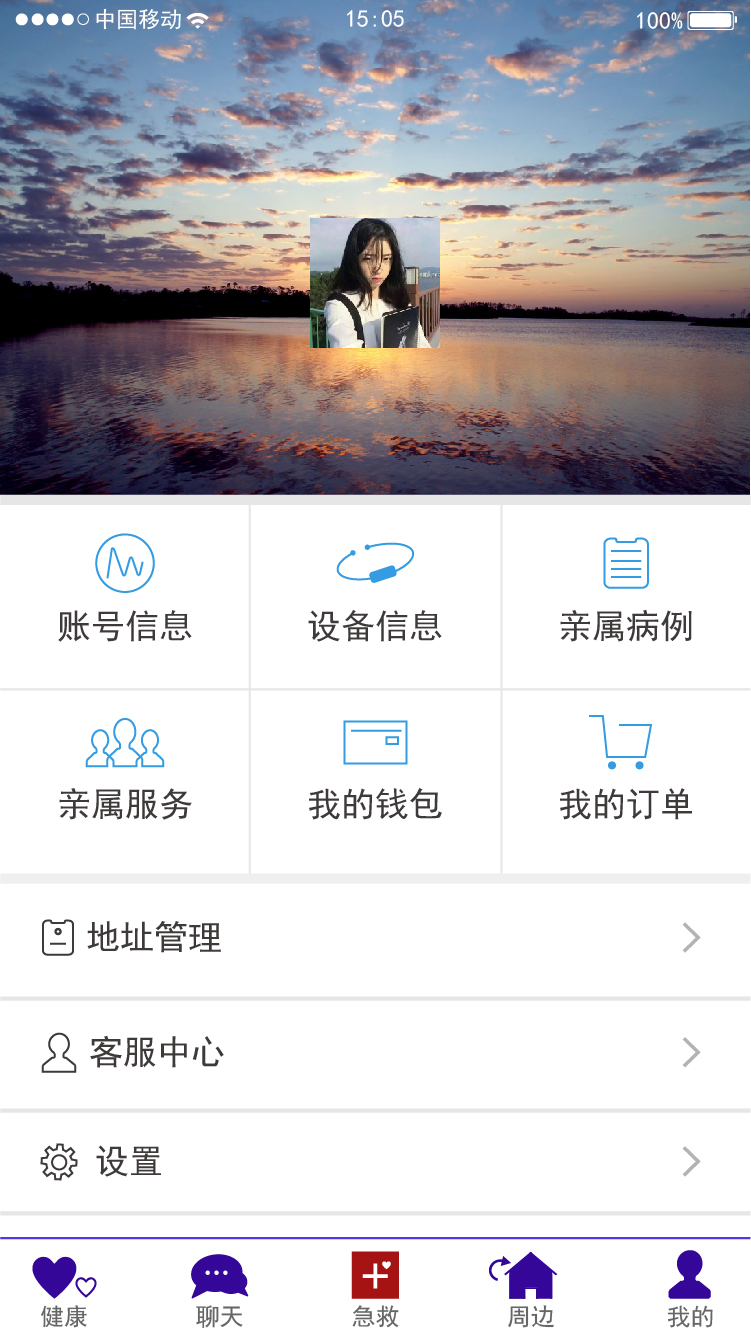 中国移动 15:05 100%
账号信息 设备信息 亲属病例
亲属服务 我的钱包 我的订单
地址管理
客服中心
设置
健康 聊天 急救 周边 我的